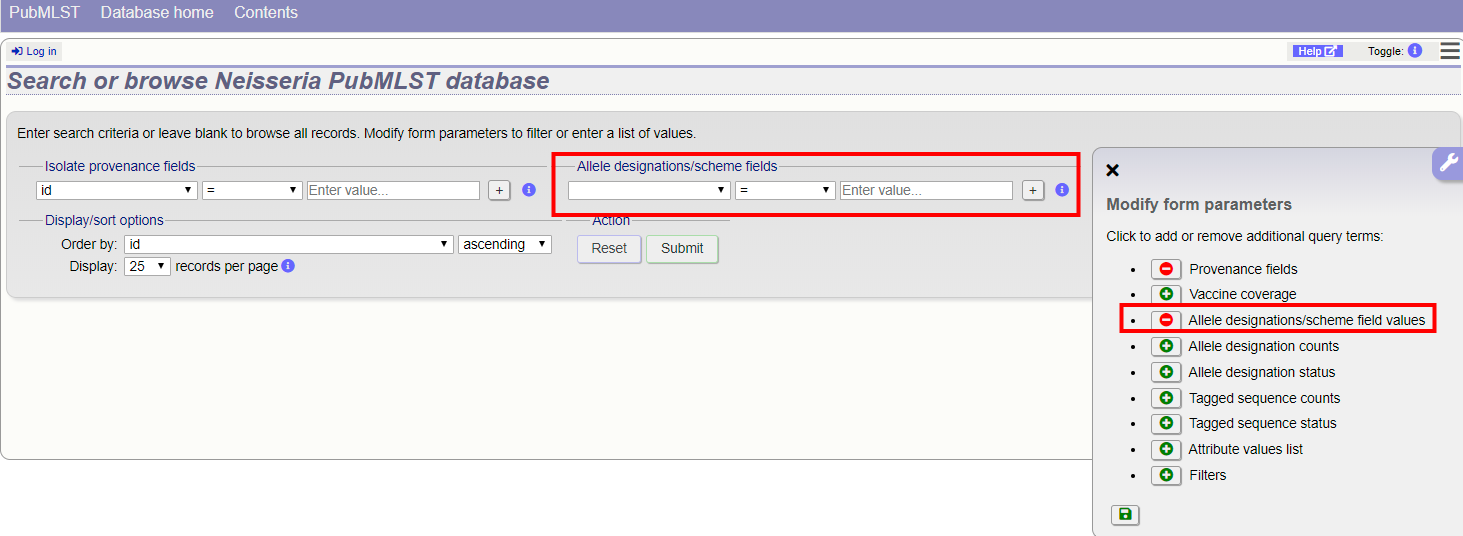 PubMLST Database home Contents
Log in Help Toggle:
Search or browse Neisseria PubMLST database
Enter search criteria or leave blank to browse all records. Modify form parameters to filter or enter a list of values.
Isolate provenance fields Allele designations/scheme fields
id = Enter value... + = Enter value... +
Display/sort options Action
Order by: id ascending Reset Submit
Display: 25 records per page
Modify form parameters
Click to add or remove additional query terms:
Provenance fields
Vaccine coverage
Allele designations/scheme field values
Allele designation counts
Allele designation status
Tagged sequence counts
Tagged sequence status
Attribute values list
Filters